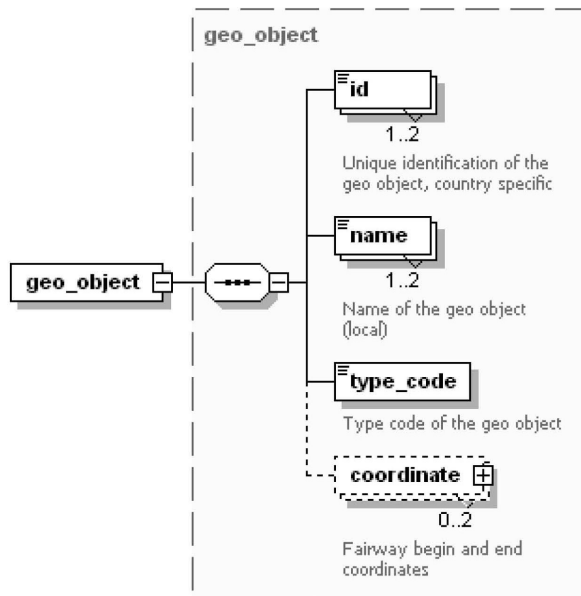 geo_object
id
1..2
Unique identification of the
geo object, country specific
name
1..2
Name of the geo object
(local)
geo_object
type_code
Type code of the geo object
coordinate
0..2
Fairway begin and end
coordinates